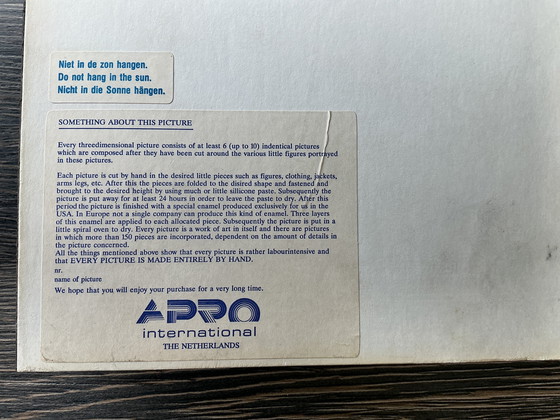 Niet in de zon hangen.
Do not hang in the sun.
Nicht in die Sonne hängen.
SOMETHING ABOUT THIS PICTURE
Every threedimensional picture consists of at least 6 (up to 10) indentical pictures
which are composed after they have been cut around the various little figures portrayed
in these pictures.
Each picture is cut by hand in the desired little pieces such as figures, clothing, jackets,
arms legs, etc. After this the pieces are folded to the disired shape and fastened and
brought to the desired height by using much or little sillicone paste. Subsequently the
picture is put away for at least 24 hours in order to leave the paste to dry. After this
period the picture is finished with a special enamel produced exclusively for us in the
USA. In Europe not a single company can produce this kind of enamel. Three layers
of this enamel are applied to each allocated piece. Subsequently the picture is put in a
little spiral oven to dry. Every picture is a work of art in itself and there are pictures
in which more than 150 pieces are incorporated, dependent on the amount of details in
the picture concerned.
All the things mentioned above show that every picture is rather labourintensive and
that EVERY PICTURE IS MADE ENTIRELY BY HAND.
nr.
name of picture
We hope that you will enjoy your purchase for a very long time.
APRO
international
THE NETHERLANDS